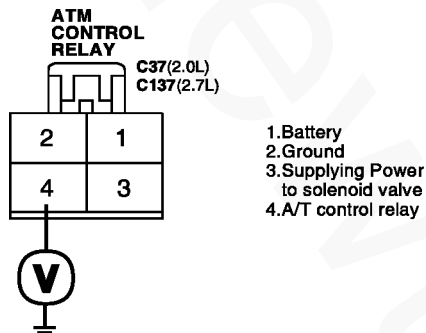 ATM
CONTROL
RELAY
C37(2.0L)
C137(2.7L)
2 1
4 3
V
1.Battery
2.Ground
3.Supplying Power
to solenoid valve
4.A/T control relay